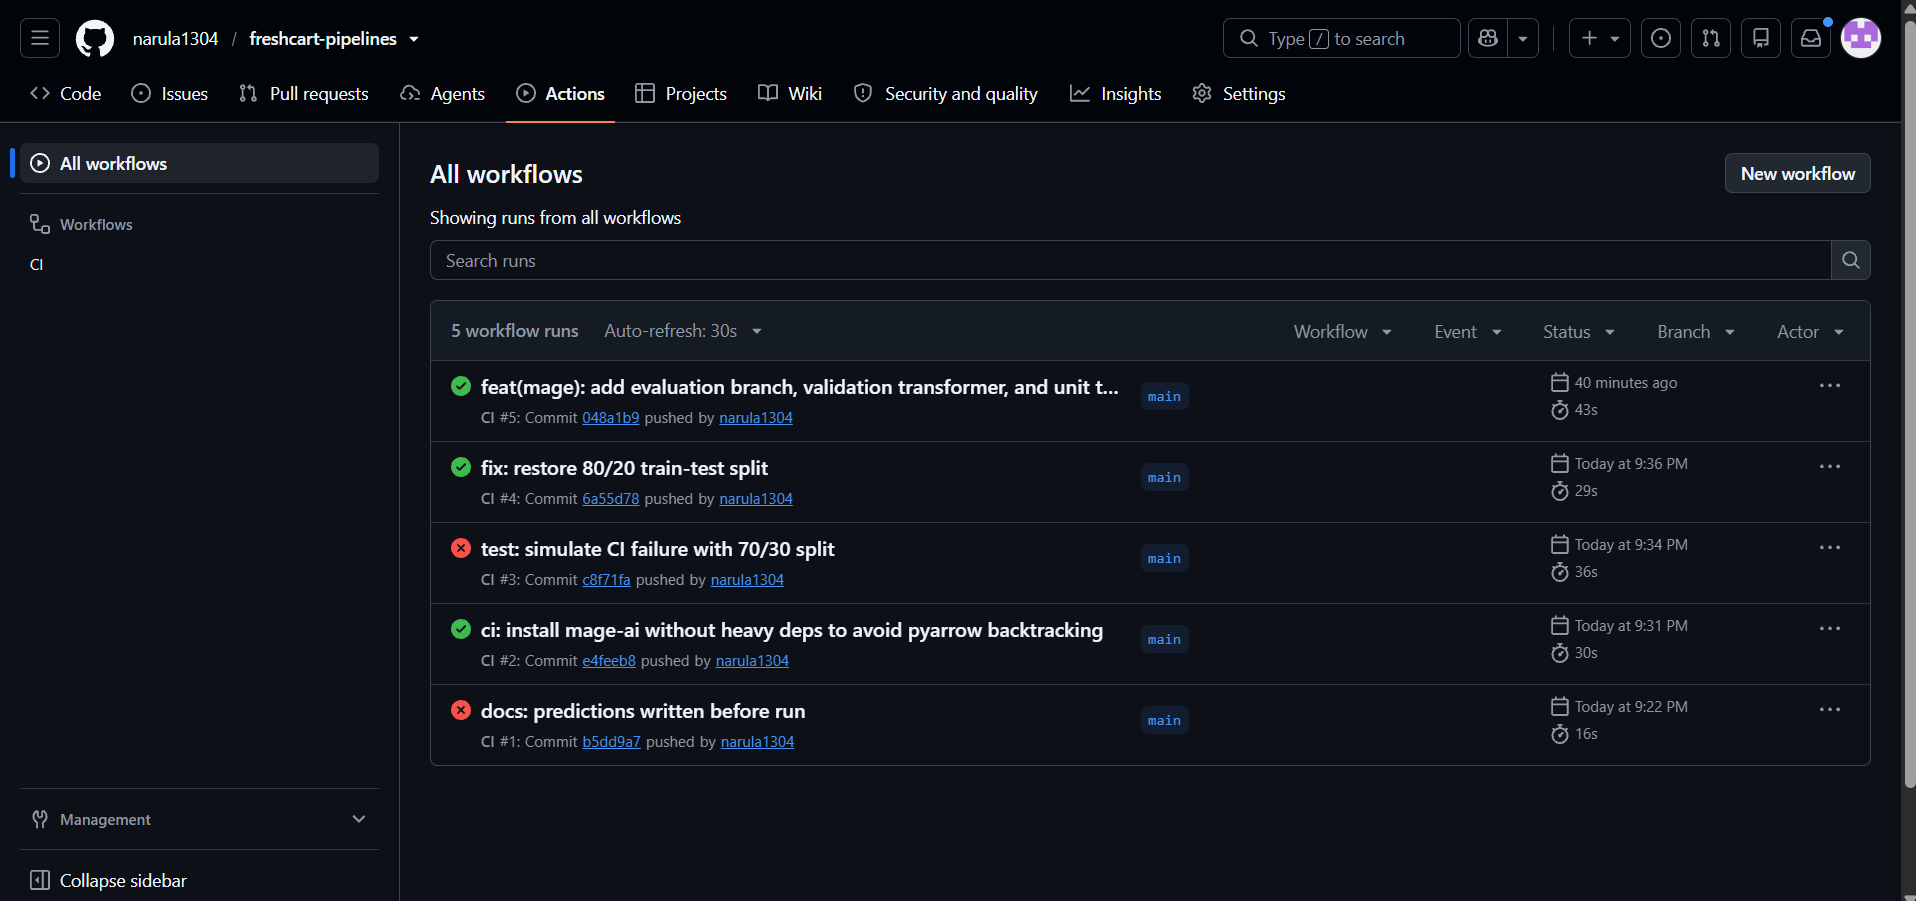 narula1304 / freshcart-pipelines
Type / to search
Code Issues Pull requests Agents Actions Projects Wiki Security and quality Insights Settings
All workflows
Workflows
CI
Management
Collapse sidebar
All workflows
New workflow
Showing runs from all workflows
Search runs
5 workflow runs Auto-refresh: 30s Workflow Event Status Branch Actor
feat(mage): add evaluation branch, validation transformer, and unit t...
CI #5: Commit 048a1b9 pushed by narula1304
main
40 minutes ago
43s
fix: restore 80/20 train-test split
CI #4: Commit 6a55d78 pushed by narula1304
main
Today at 9:36 PM
29s
test: simulate CI failure with 70/30 split
CI #3: Commit c8f71fa pushed by narula1304
main
Today at 9:34 PM
36s
ci: install mage-ai without heavy deps to avoid pyarrow backtracking
CI #2: Commit e4feeb8 pushed by narula1304
main
Today at 9:31 PM
30s
docs: predictions written before run
CI #1: Commit b5dd9a7 pushed by narula1304
main
Today at 9:22 PM
16s